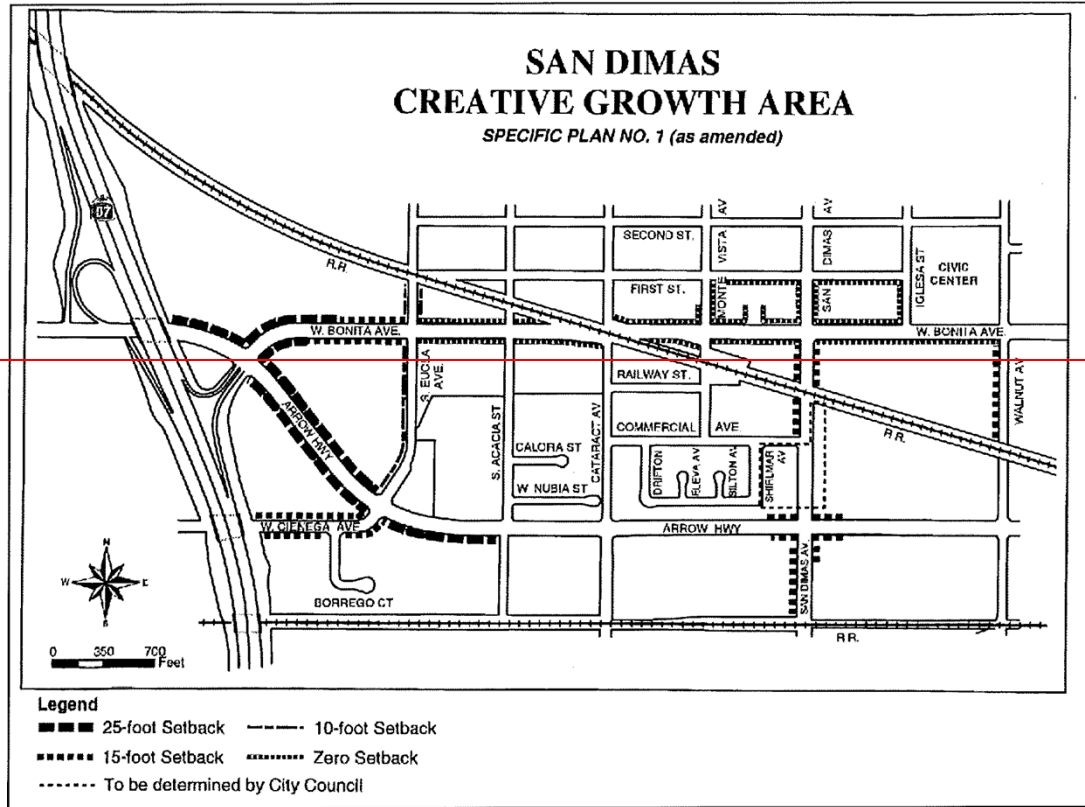 SAN DIMAS
CREATIVE GROWTH AREA
SPECIFIC PLAN NO. 1 (as amended)
R.R.
SECOND ST.
FIRST ST.
MONTE VISTA AV
SAN DIMAS AV
IGLESA ST
CIVIC
CENTER
W. BONITA AVE.
W. BONITA AVE.
S. EUCLA
AVE.
RAILWAY ST.
WALNUT AV
ARROW HWY
S. ACACIA ST
CATARACT AV
COMMERCIAL AVE
R.R.
CALORA ST
DRIFTON
ELEVA AV
SILTON AV
SHIRLMAR
AV
W. NUBIA ST
W. CIENEGA AVE
ARROW HWY
SAN DIMAS AV.
BORREGO CT
R.R.
N
W E
S
0 350 700
Feet
Legend
25-foot Setback
10-foot Setback
15-foot Setback
Zero Setback
To be determined by City Council